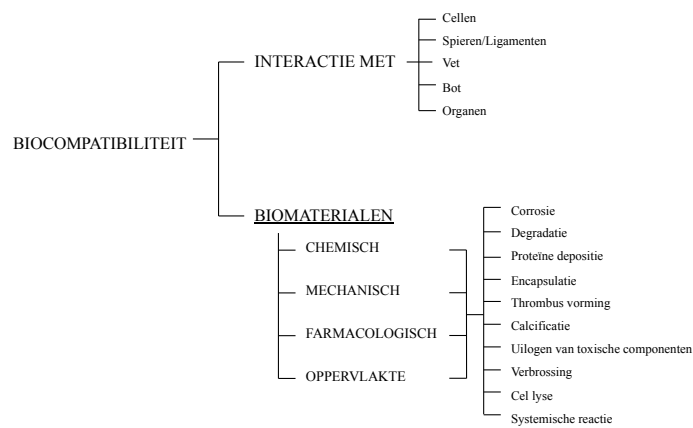 Cellen
Spieren/Ligamenten
INTERACTIE MET
Vet
Bot
Organen
BIOCOMPATIBILITEIT
BIOMATERIALEN
CHEMISCH
MECHANISCH
FARMACOLOGISCH
OPPERVLAKTE
Corrosie
Degradatie
Proteïne depositie
Encapsulatie
Thrombus vorming
Calcificatie
Uilogen van toxische componenten
Verbrossing
Cel lyse
Systemische reactie